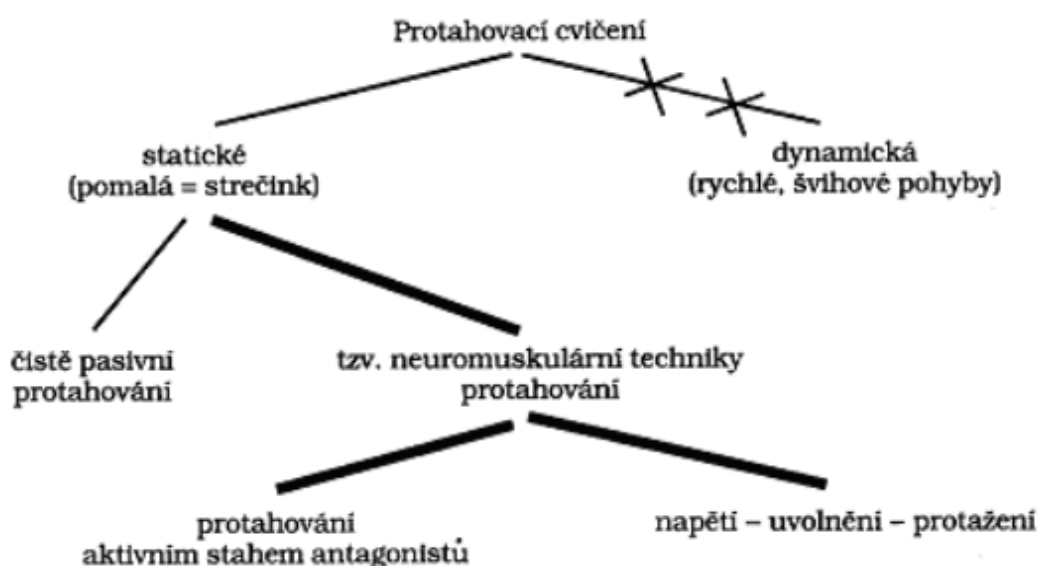 Protahovací cvičení
statické
(pomalá = strečink)
dynamická
(rychlé, švihové pohyby)
čistě pasivní
protahování
tzv. neuromuskulární techniky
protahování
protahování
aktivním stahem antagonistů
napětí – uvolnění – protažení